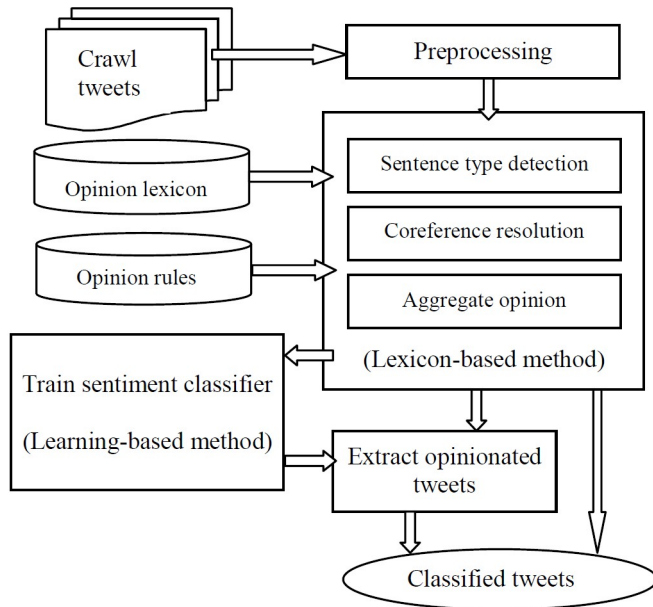 Crawl
tweets
Preprocessing
Sentence type detection
Opinion lexicon
Coreference resolution
Opinion rules
Aggregate opinion
(Lexicon-based method)
Train sentiment classifier
(Learning-based method)
Extract opinionated
tweets
Classified tweets